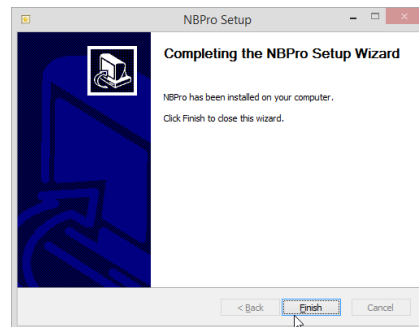 NBPro Setup
Completing the NBPro Setup Wizard
NBPro has been installed on your computer.
Click Finish to close this wizard.
< Back
Finish
Cancel